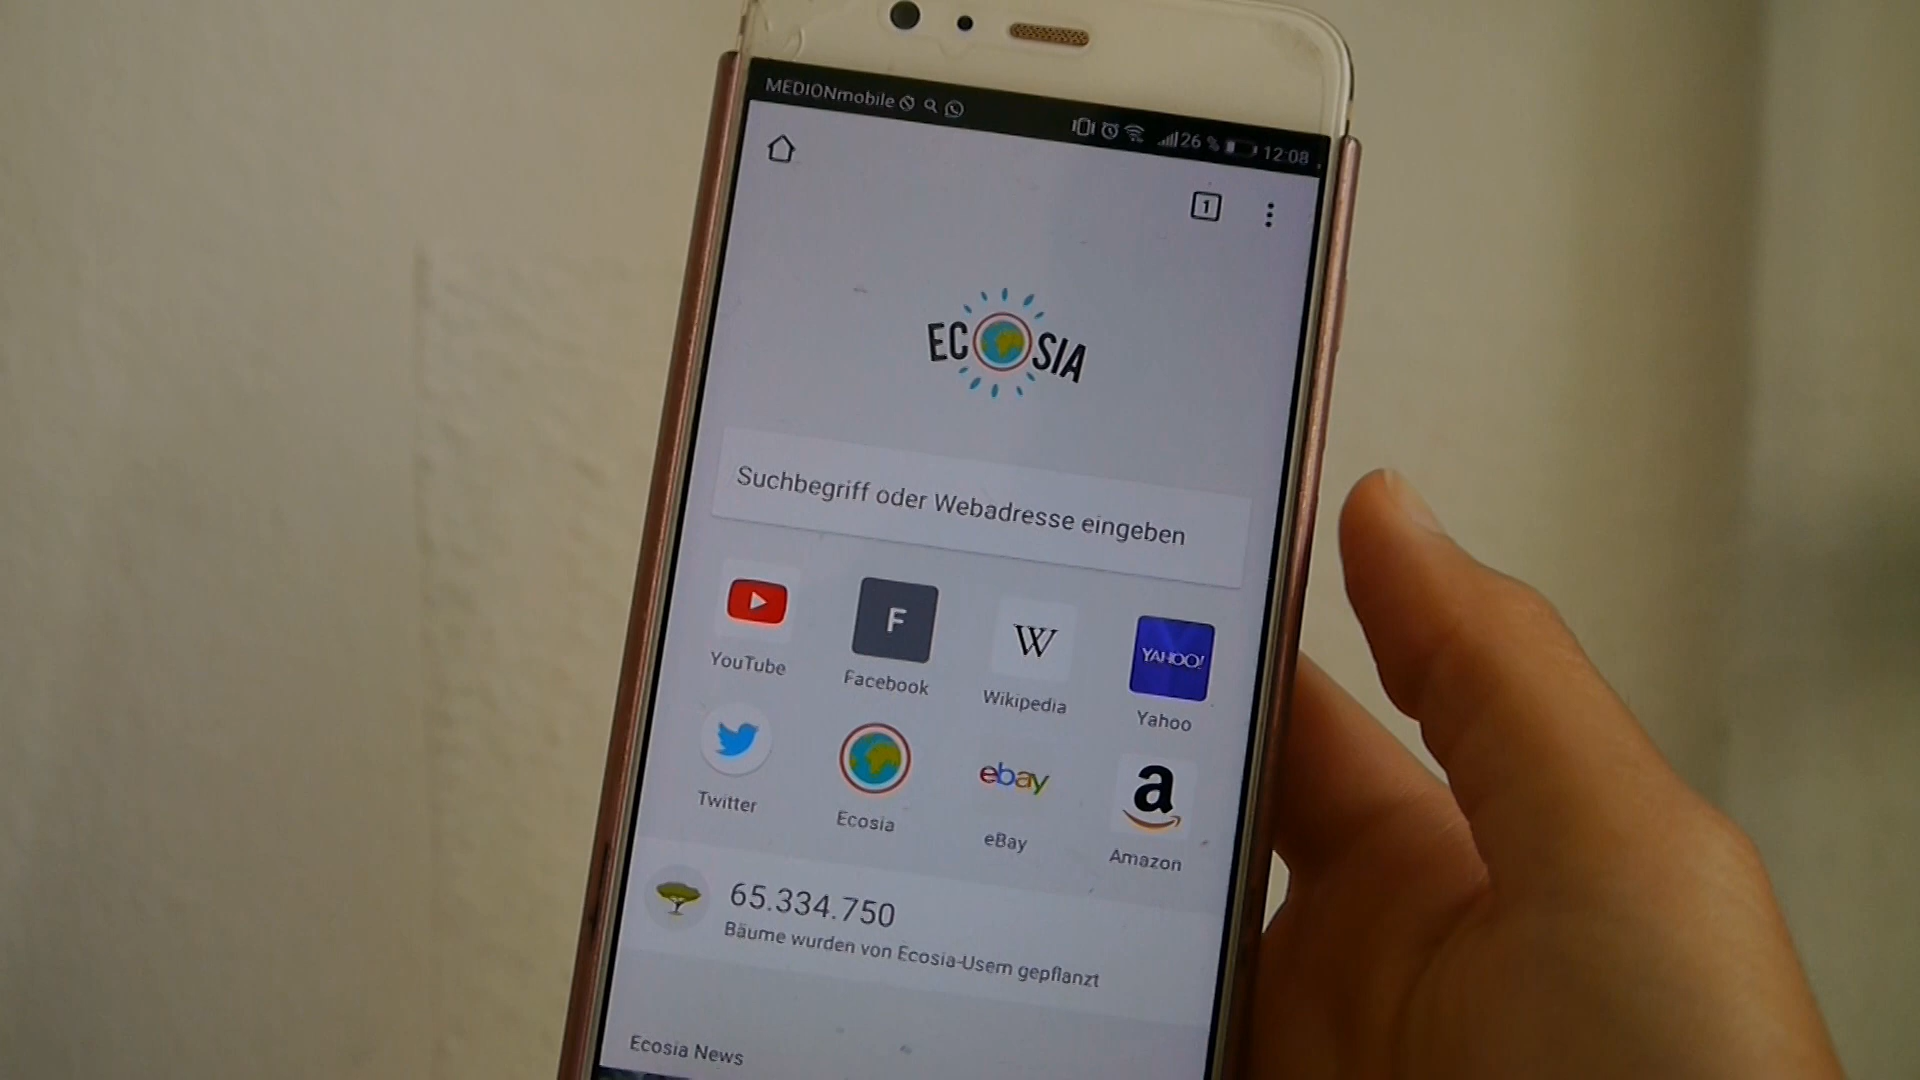 MEDIONmobile
26 % 12:08
1
ECOSIA
Suchbegriff oder Webadresse eingeben
F
W
YAHOO!
YouTube
Facebook
Wikipedia
Yahoo
ebay
a
Twitter
Ecosia
eBay
Amazon
65.334.750
Bäume wurden von Ecosia-Usern gepflanzt
Ecosia News